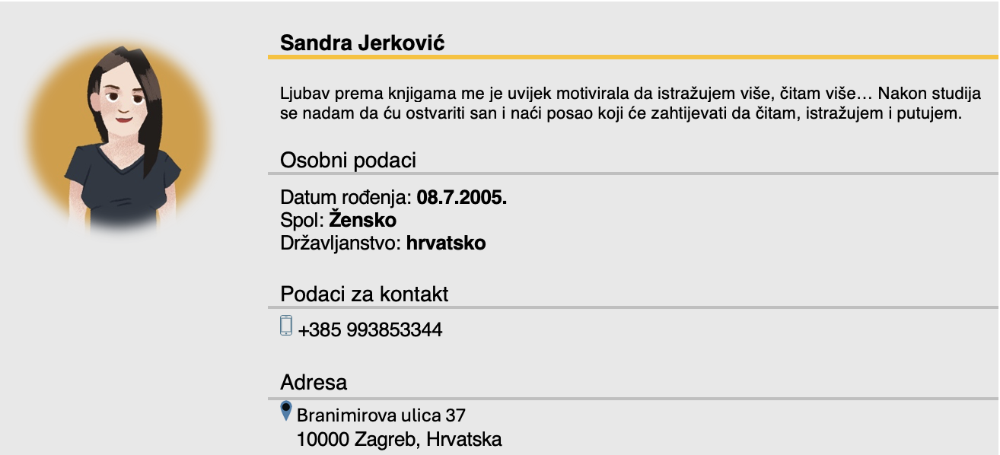 Sandra Jerković
Ljubav prema knjigama me je uvijek motivirala da istražujem više, čitam više… Nakon studija
se nadam da ću ostvariti san i naći posao koji će zahtijevati da čitam, istražujem i putujem.
Osobni podaci
Datum rođenja: 08.7.2005.
Spol: Žensko
Državljanstvo: hrvatsko
Podaci za kontakt
+385 993853344
Adresa
Branimirova ulica 37
10000 Zagreb, Hrvatska